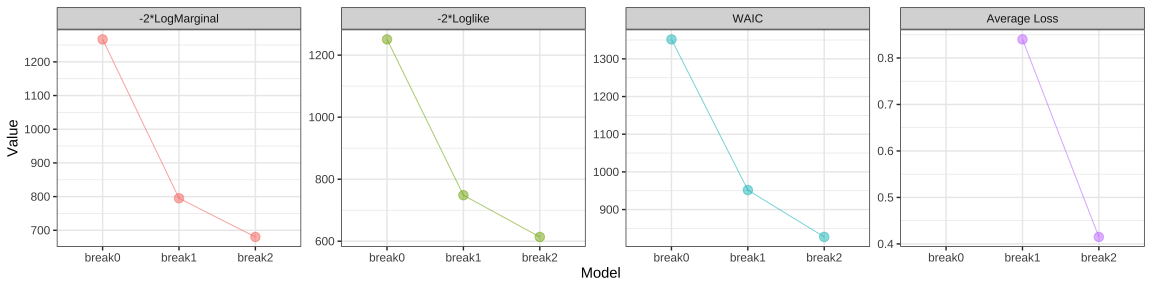 -2*LogMarginal
-2*Loglike
WAIC
Average Loss
Value
1200
1100
1000
900
800
700
1200
1000
800
600
1300
1200
1100
1000
900
0.8
0.7
0.6
0.5
0.4
break0 break1 break2
break0 break1 break2
break0 break1 break2
break0 break1 break2
Model